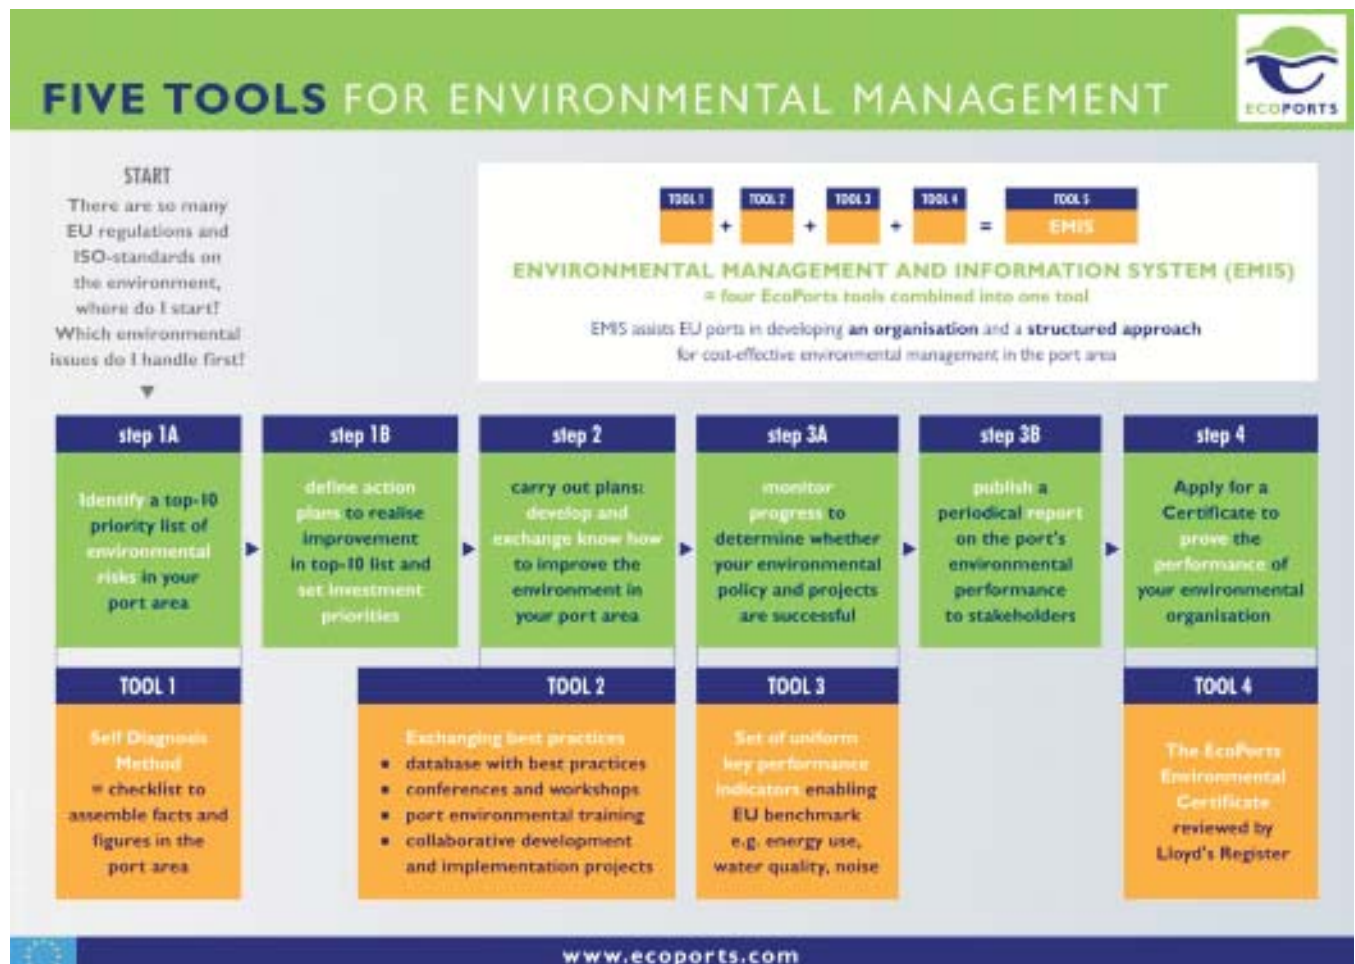 FIVE TOOLS FOR ENVIRONMENTAL MANAGEMENT
ECOPORTS
START
There are so many
EU regulations and
ISO-standards on
the environment,
where do I start?
Which environmental
issues do I handle first?
TOOL 1
+
TOOL 2
+
TOOL 3
+
TOOL 4
=
TOOL 5
EMIS
ENVIRONMENTAL MANAGEMENT AND INFORMATION SYSTEM (EMIS)
= four EcoPorts tools combined into one tool
EMIS assists EU ports in developing an organisation and a structured approach
for cost-effective environmental management in the port area
step 1A
Identify a top-10
priority list of
environmental
risks in your
port area
step 1B
define action
plans to realise
improvement
in top-10 list and
set investment
priorities
step 2
carry out plans:
develop and
exchange know how
to improve the
environment in
your port area
step 3A
monitor
progress to
determine whether
your environmental
policy and projects
are successful
step 3B
publish a
periodical report
on the port's
environmental
performance
to stakeholders
step 4
Apply for a
Certificate to
prove the
performance of
your environmental
organisation
TOOL 1
Self Diagnosis
Method
= checklist to
assemble facts and
figures in the
port area
TOOL 2
Exchanging best practices
▪ database with best practices
▪ conferences and workshops
▪ port environmental training
▪ collaborative development
and implementation projects
TOOL 3
Set of uniform
key performance
indicators enabling
EU benchmark
e.g. energy use,
water quality, noise
TOOL 4
The EcoPorts
Environmental
Certificate
reviewed by
Lloyd's Register
www.ecoports.com